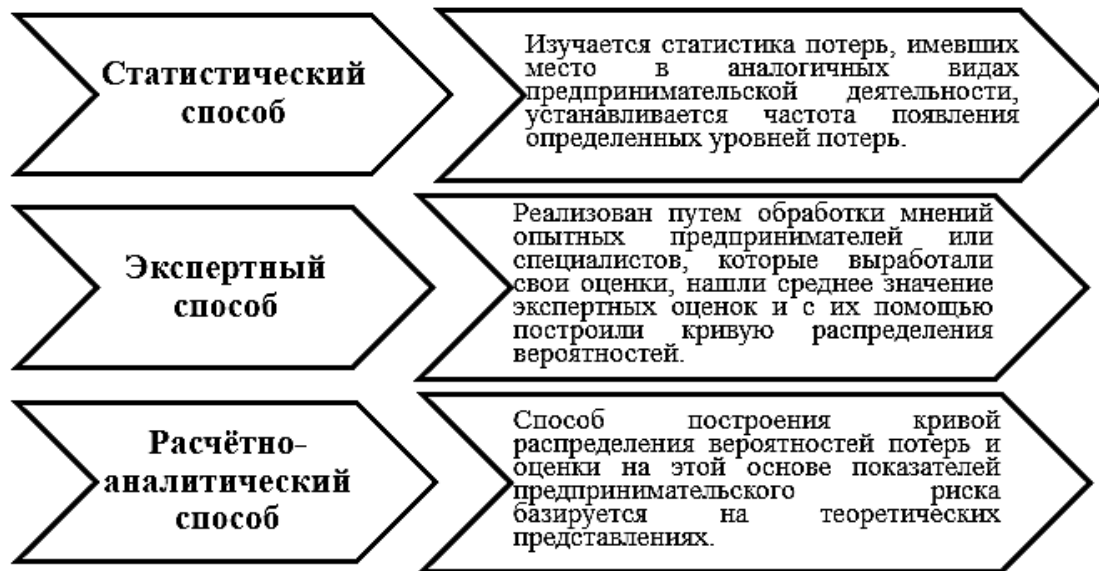 Статистический
способ
Изучается статистика потерь, имевших
место в аналогичных видах
предпринимательской деятельности,
устанавливается частота появления
определенных уровней потерь.
Экспертный
способ
Реализован путем обработки мнений
опытных предпринимателей или
специалистов, которые выработали
свои оценки, нашли среднее значение
экспертных оценок и с их помощью
построили кривую распределения
вероятностей.
Расчётно-
аналитический
способ
Способ построения кривой
распределения вероятностей потерь и
оценки на этой основе показателей
предпринимательского риска
базируется на теоретических
представлениях.